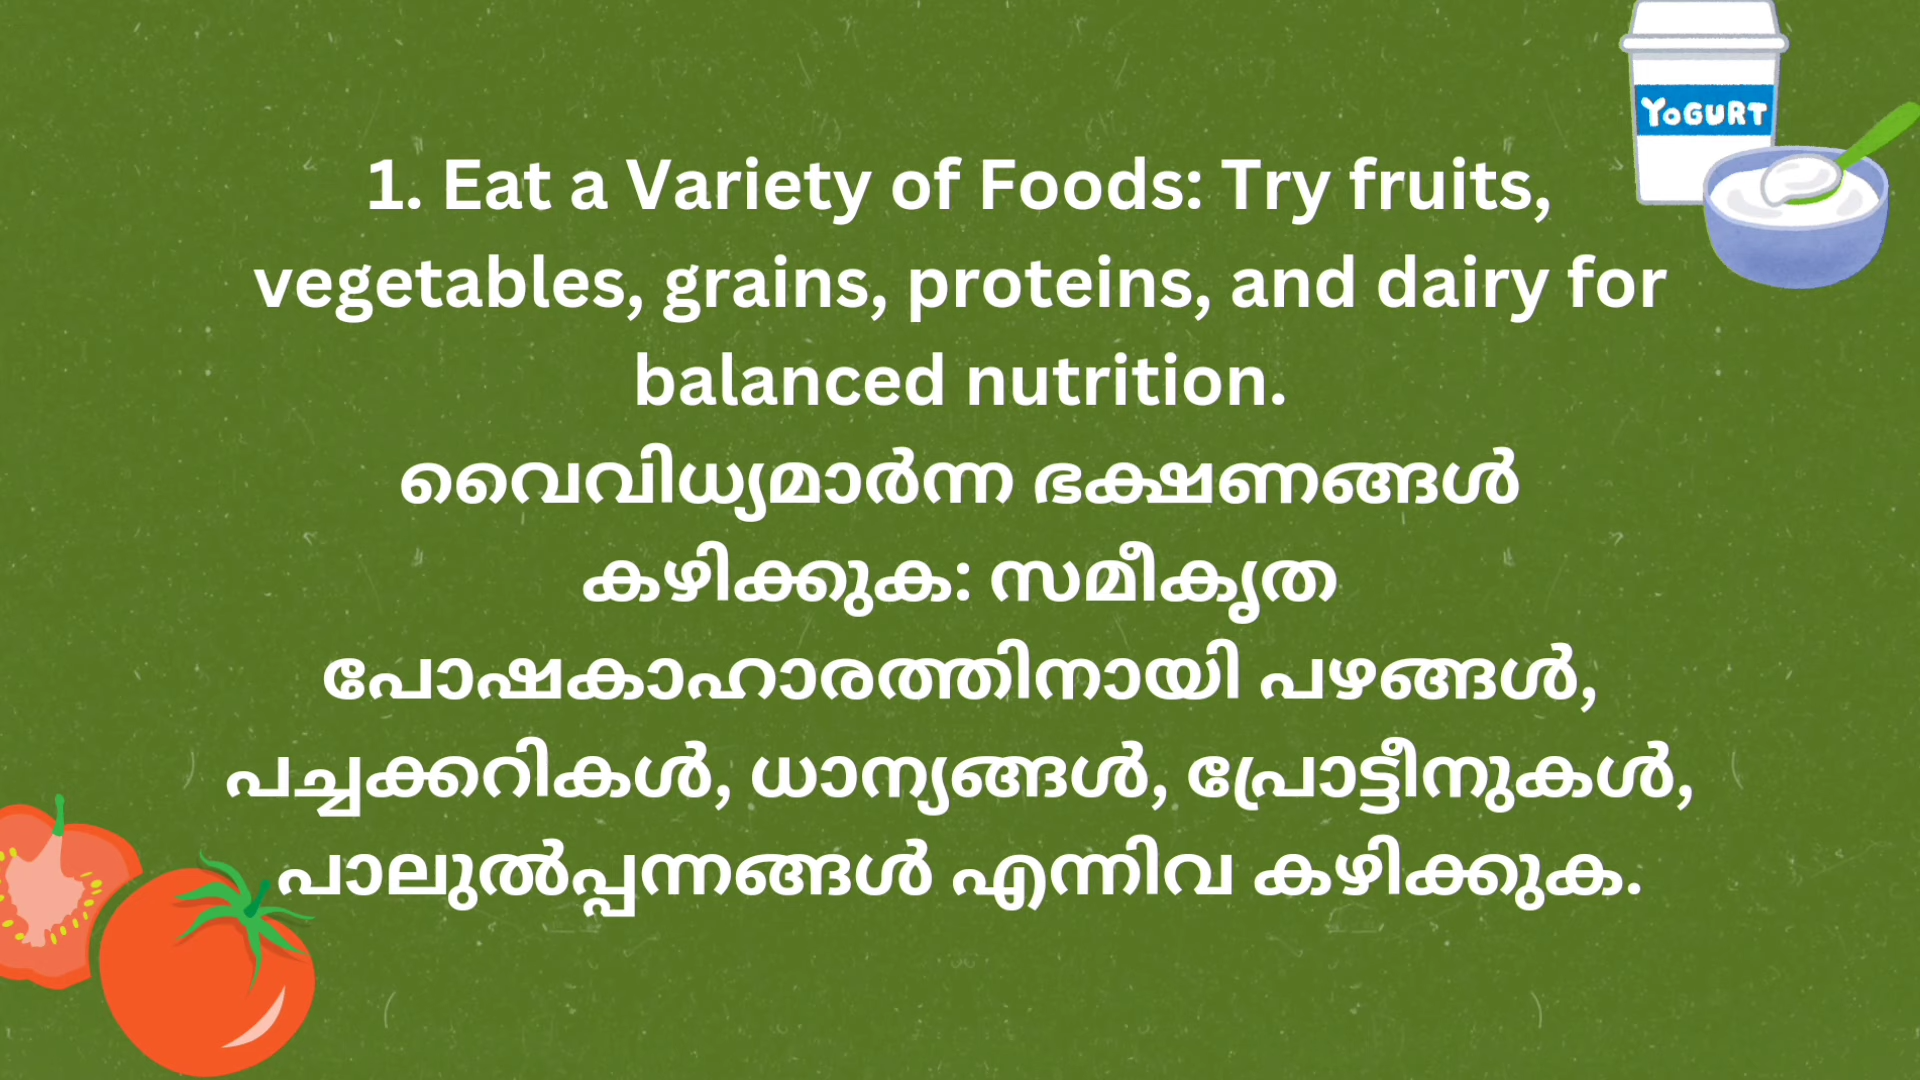 YOGURT
1. Eat a Variety of Foods: Try fruits,
vegetables, grains, proteins, and dairy for
balanced nutrition.
വൈവിധ്യമാർന്ന ഭക്ഷണങ്ങൾ
കഴിക്കുക: സമീകൃത
പോഷകാഹാരത്തിനായി പഴങ്ങൾ,
പച്ചക്കറികൾ, ധാന്യങ്ങൾ, പ്രോട്ടീനുകൾ,
പാലുൽപ്പന്നങ്ങൾ എന്നിവ കഴിക്കുക.